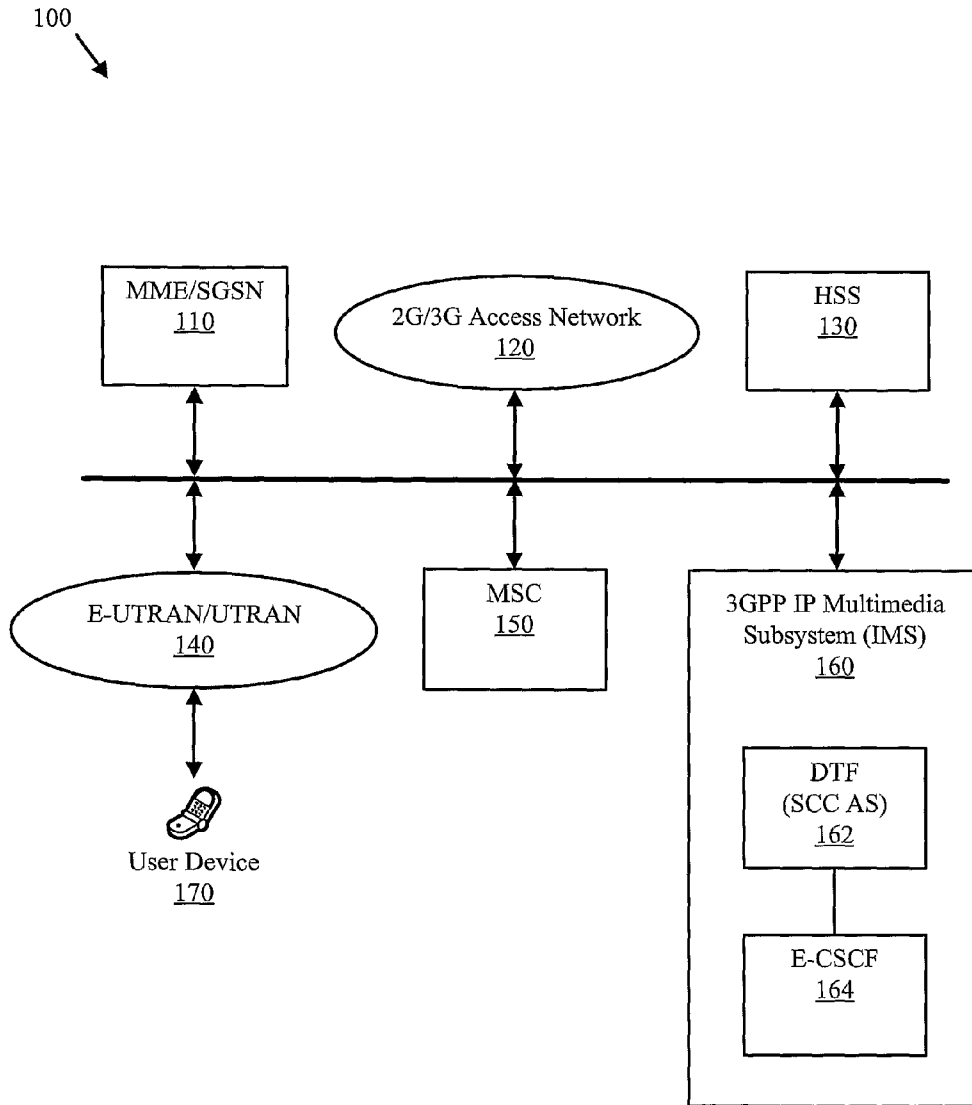 100
MME/SGSN
110
2G/3G Access Network
120
HSS
130
E-UTRAN/UTRAN
140
MSC
150
3GPP IP Multimedia
Subsystem (IMS)
160
DTF
(SCC AS)
162
E-CSCF
164
User Device
170